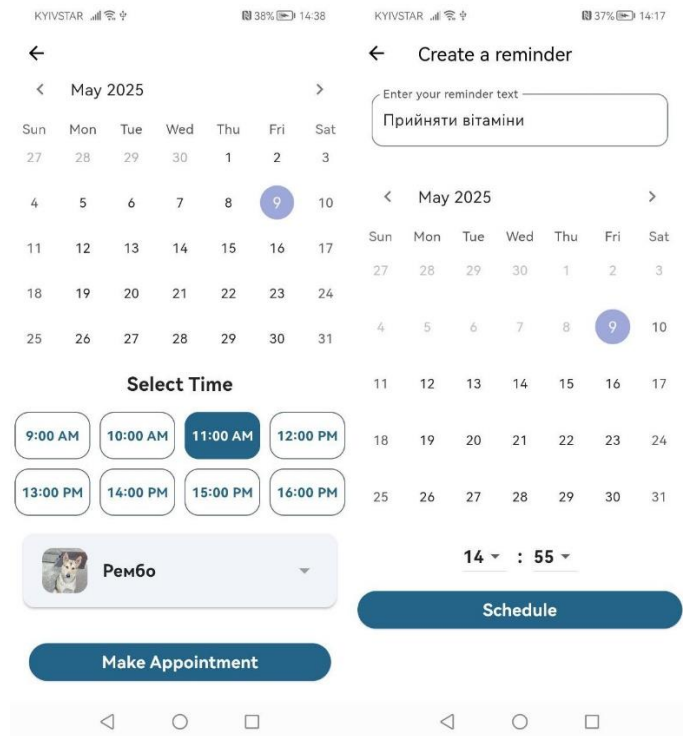 KYIVSTAR 38% 14:38
May 2025
Sun Mon Tue Wed Thu Fri Sat
27 28 29 30 1 2 3
4 5 6 7 8 9 10
11 12 13 14 15 16 17
18 19 20 21 22 23 24
25 26 27 28 29 30 31
Select Time
9:00 AM 10:00 AM 11:00 AM 12:00 PM
13:00 PM 14:00 PM 15:00 PM 16:00 PM
Рембо
Make Appointment
KYIVSTAR 37% 14:17
Create a reminder
Enter your reminder text
Прийняти вітаміни
May 2025
Sun Mon Tue Wed Thu Fri Sat
27 28 29 30 1 2 3
4 5 6 7 8 9 10
11 12 13 14 15 16 17
18 19 20 21 22 23 24
25 26 27 28 29 30 31
14 : 55
Schedule